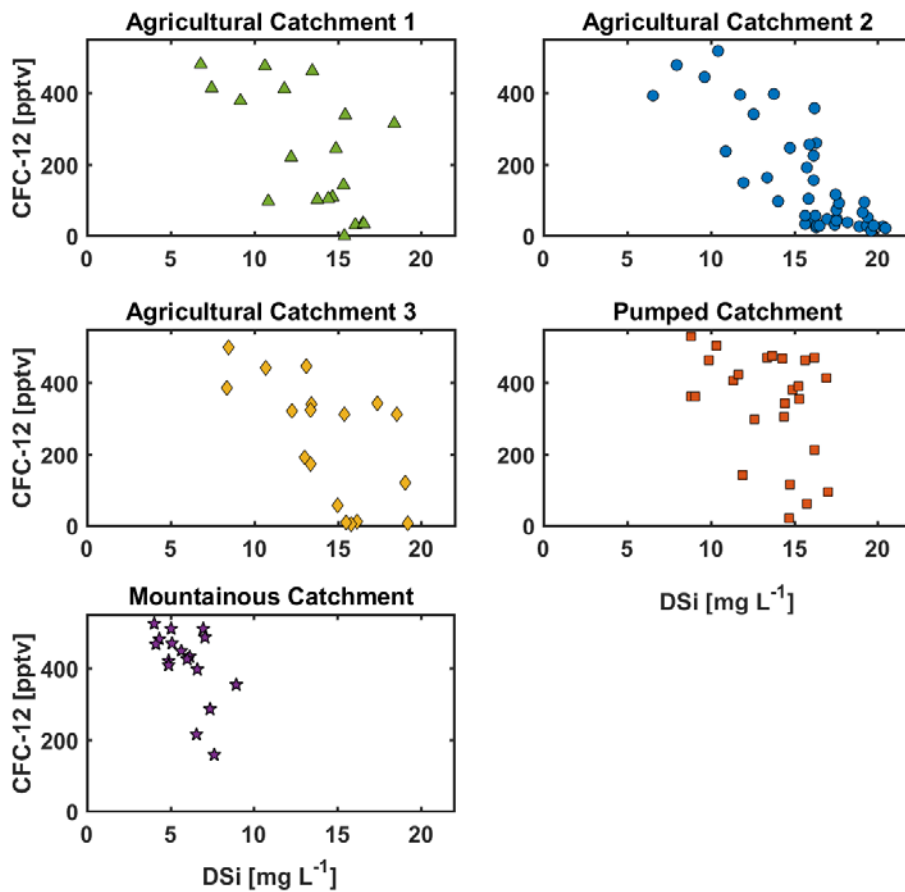 Agricultural Catchment 1
Agricultural Catchment 2
CFC-12 [pptv]
400
200
0
0 5 10 15 20
CFC-12 [pptv]
400
200
0
0 5 10 15 20
Agricultural Catchment 3
Pumped Catchment
CFC-12 [pptv]
400
200
0
0 5 10 15 20
400
200
0
0 5 10 15 20
DSi [mg L⁻¹]
Mountainous Catchment
CFC-12 [pptv]
400
200
0
0 5 10 15 20
DSi [mg L⁻¹]